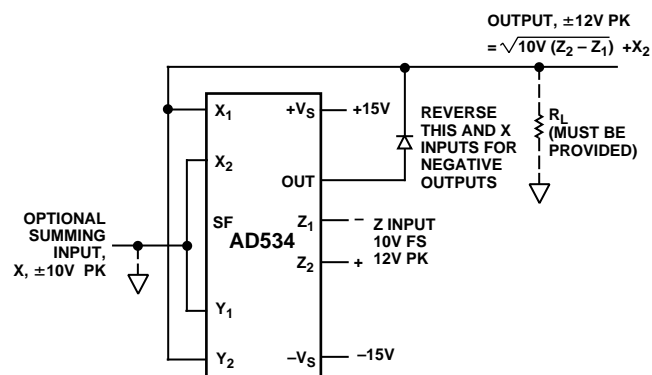 OUTPUT, ±12V PK
= √10V (Z2 – Z1) +X2
X1
+VS
+15V
REVERSE
THIS AND X
INPUTS FOR
NEGATIVE
OUTPUTS
RL
(MUST BE
PROVIDED)
X2
OUT
OPTIONAL
SUMMING
INPUT,
X, ±10V PK
SF
AD534
Z1
–
Z INPUT
10V FS
12V PK
Z2
+
Y1
Y2
–VS
–15V